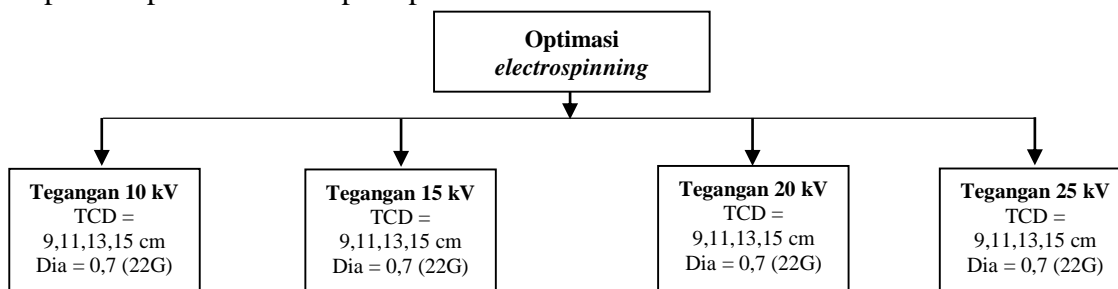 Optimasi
electrospinning
Tegangan 10 kV
TCD =
9,11,13,15 cm
Dia = 0,7 (22G)
Tegangan 15 kV
TCD =
9,11,13,15 cm
Dia = 0,7 (22G)
Tegangan 20 kV
TCD =
9,11,13,15 cm
Dia = 0,7 (22G)
Tegangan 25 kV
TCD =
9,11,13,15 cm
Dia = 0,7 (22G)